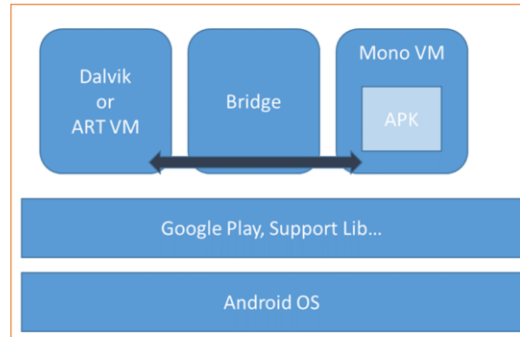 Dalvik
or
ART VM
Bridge
Mono VM
APK
Google Play, Support Lib...
Android OS